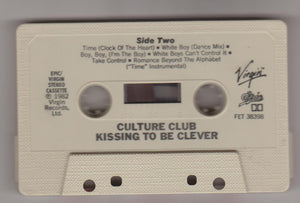 Side Two
Time (Clock Of The Heart) • White Boy (Dance Mix) •
Boy, Boy, (I'm The Boy) • White Boys Can't Control It •
Take Control • Romance Beyond The Alphabet
("Time" Instrumental)
EPIC/
VIRGIN
STEREO
CASSETTE
℗ 1982
Virgin
Records
Ltd.
Virgin
Epic
FET 38398
CULTURE CLUB
KISSING TO BE CLEVER